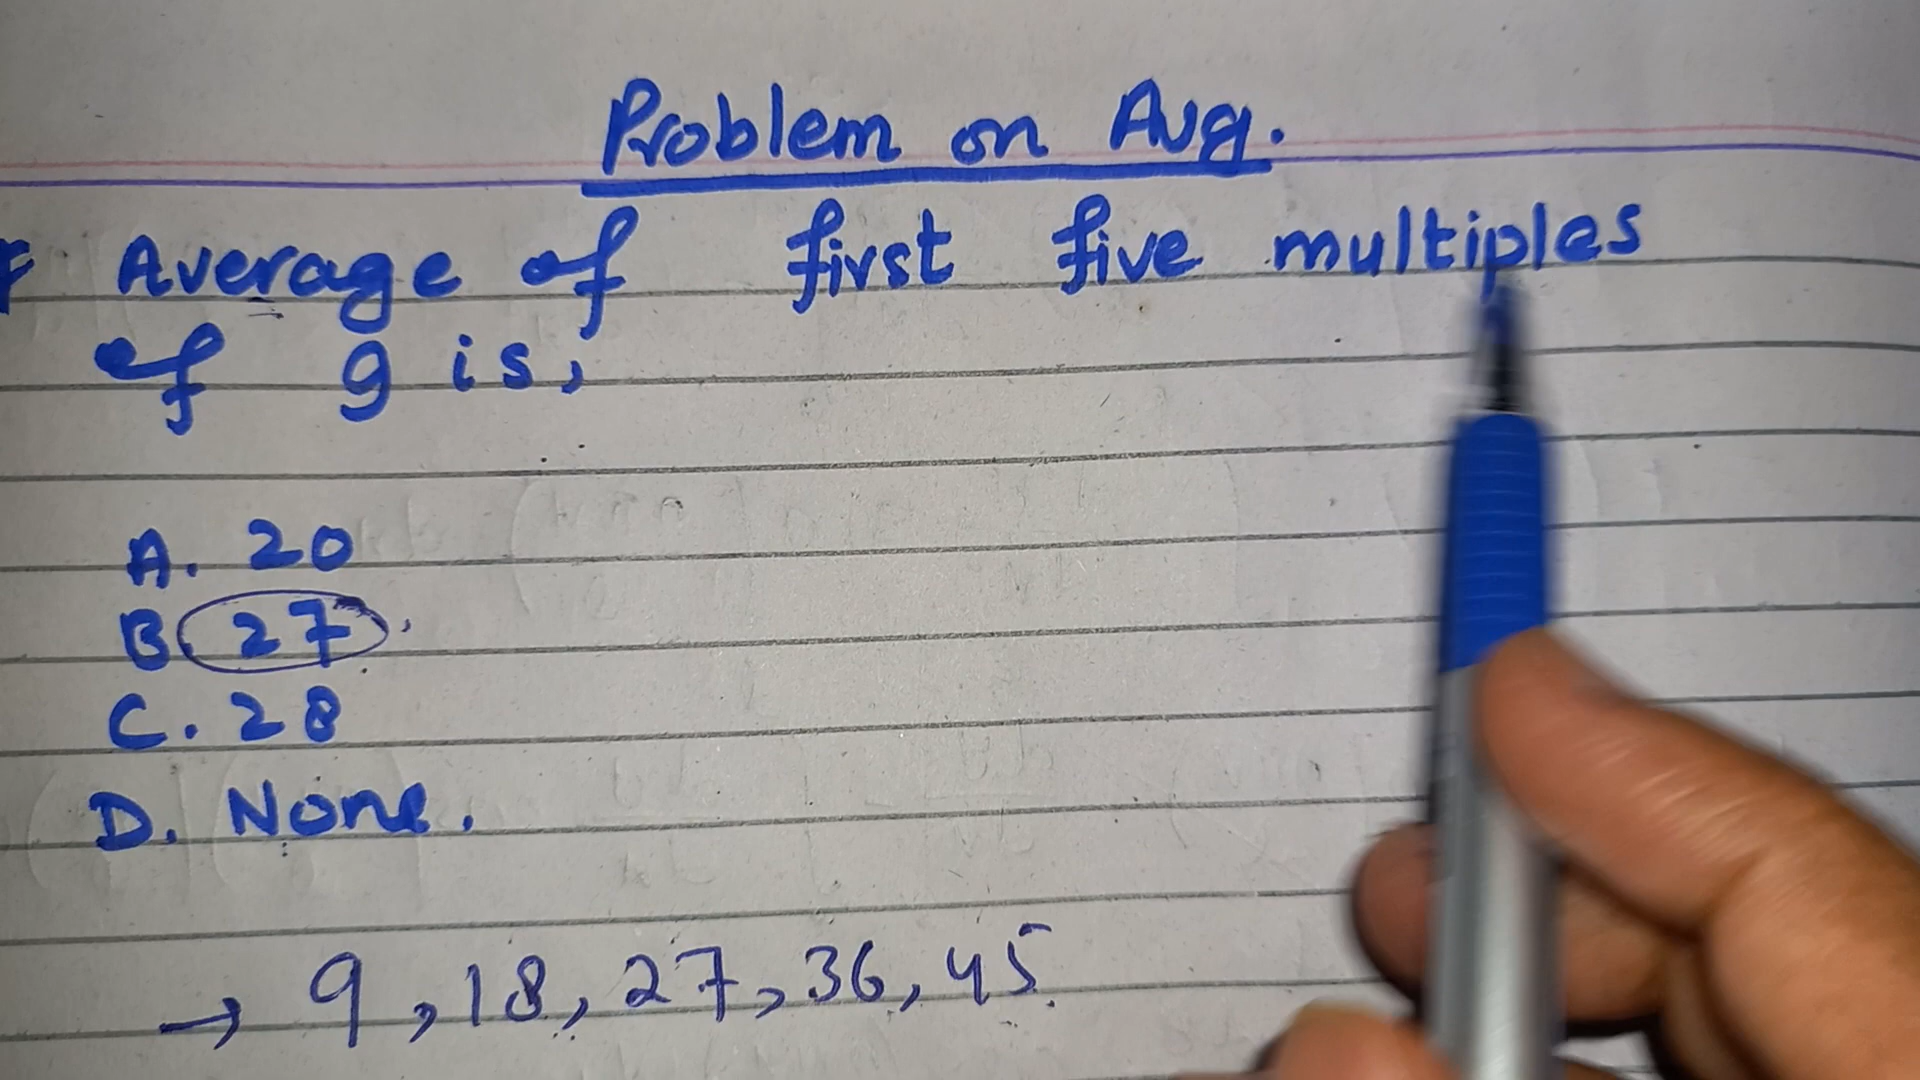 Problem on Avg.
Average of first five multiples
of 9 is,
A. 20
B 27.
C. 28
D. None.
→ 9, 18, 27, 36, 45.